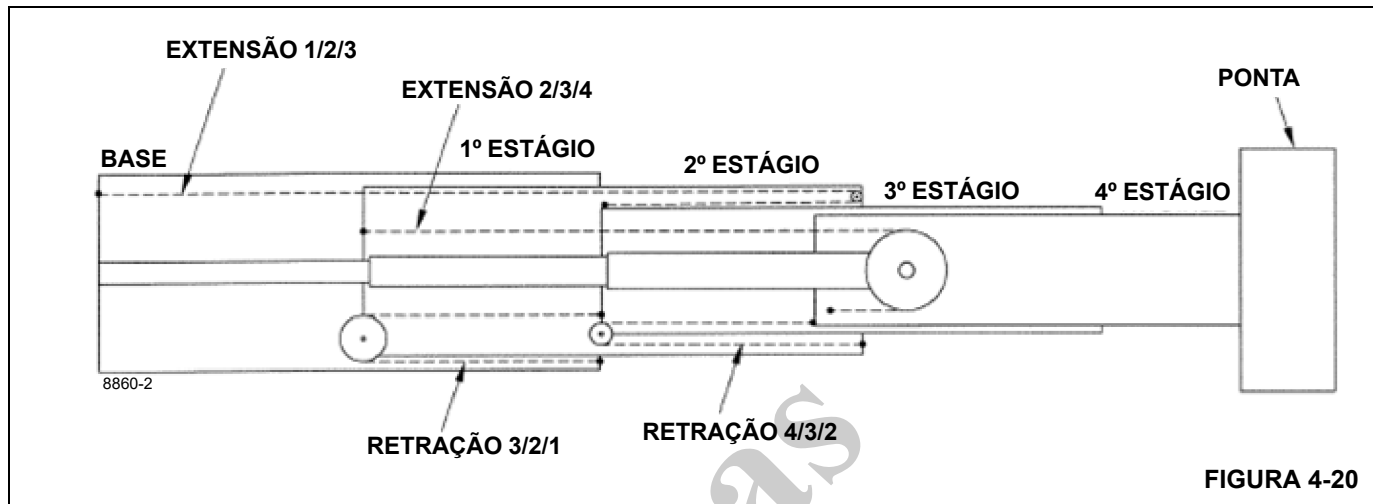 EXTENSÃO 1/2/3
PONTA
EXTENSÃO 2/3/4
1º ESTÁGIO
BASE
2º ESTÁGIO
3º ESTÁGIO
4º ESTÁGIO
8860-2
RETRAÇÃO 3/2/1
RETRAÇÃO 4/3/2
as
FIGURA 4-20